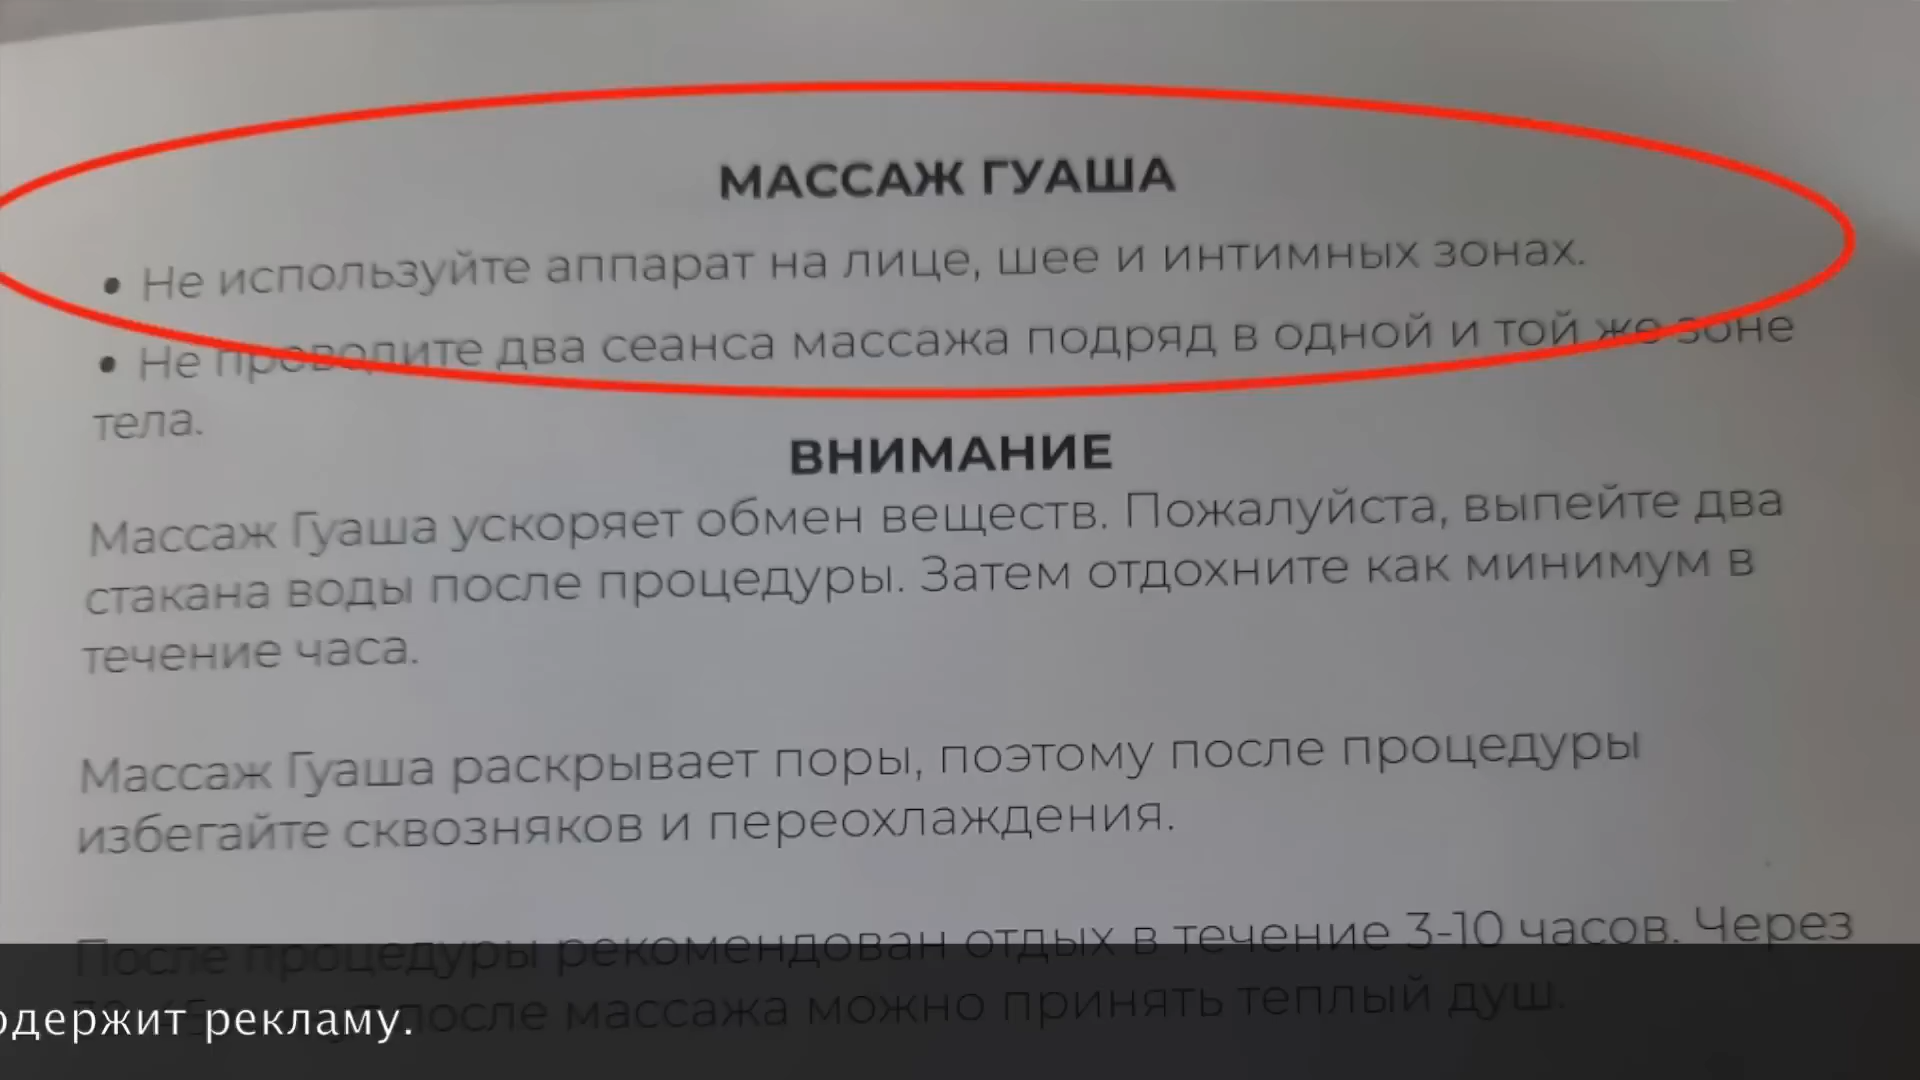 МАССАЖ ГУАША
• Не используйте аппарат на лице, шее и интимных зонах.
• Не проводите два сеанса массажа подряд в одной и той же зоне
тела.
ВНИМАНИЕ
Массаж Гуаша ускоряет обмен веществ. Пожалуйста, выпейте два
стакана воды после процедуры. Затем отдохните как минимум в
течение часа.
Массаж Гуаша раскрывает поры, поэтому после процедуры
избегайте сквозняков и переохлаждения.
После процедуры рекомендован отдых в течение 3-10 часов. Через
после массажа можно принять теплый душ.
одержит рекламу.